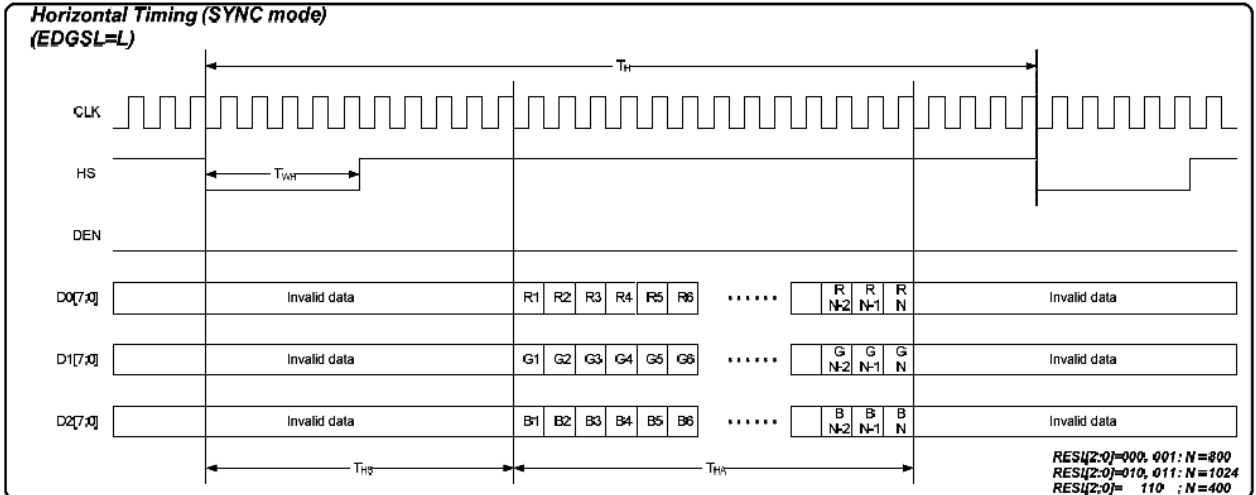 Horizontal Timing (SYNC mode)
(EDGSL=L)
TH
CLK
HS
TWH
DEN
D0[7:0]
Invalid data
R1 R2 R3 R4 R5 R6
......
R N-2
R N-1
R N
Invalid data
D1[7:0]
Invalid data
G1 G2 G3 G4 G5 G6
......
G N-2
G N-1
G N
Invalid data
D2[7:0]
Invalid data
B1 B2 B3 B4 B5 B6
......
B N-2
B N-1
B N
Invalid data
THS
THA
RESL[2:0]=000, 001: N=800
RESL[2:0]=010, 011: N=1024
RESL[2:0]= 110 : N=400